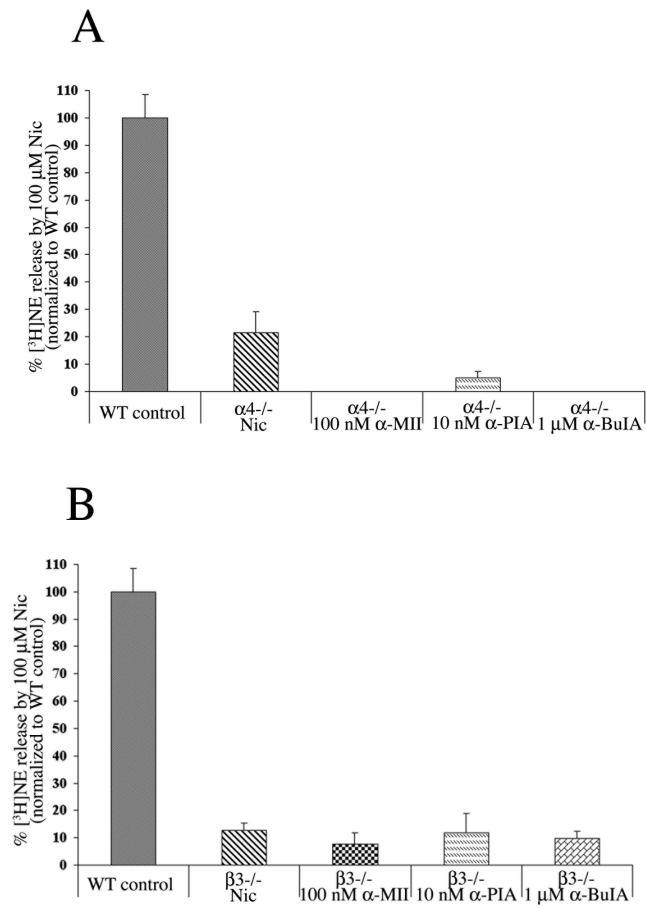 A
% [³H]NE release by 100 µM Nic
(normalized to WT control)
110
100
90
80
70
60
50
40
30
20
10
0
WT control
α4-/-
Nic
α4-/-
100 nM α-MII
α4-/-
10 nM α-PIA
α4-/-
1 µM α-BuIA
B
% [³H]NE release by 100 µM Nic
(normalized to WT control)
110
100
90
80
70
60
50
40
30
20
10
0
WT control
β3-/-
Nic
β3-/-
100 nM α-MII
β3-/-
10 nM α-PIA
β3-/-
1 µM α-BuIA